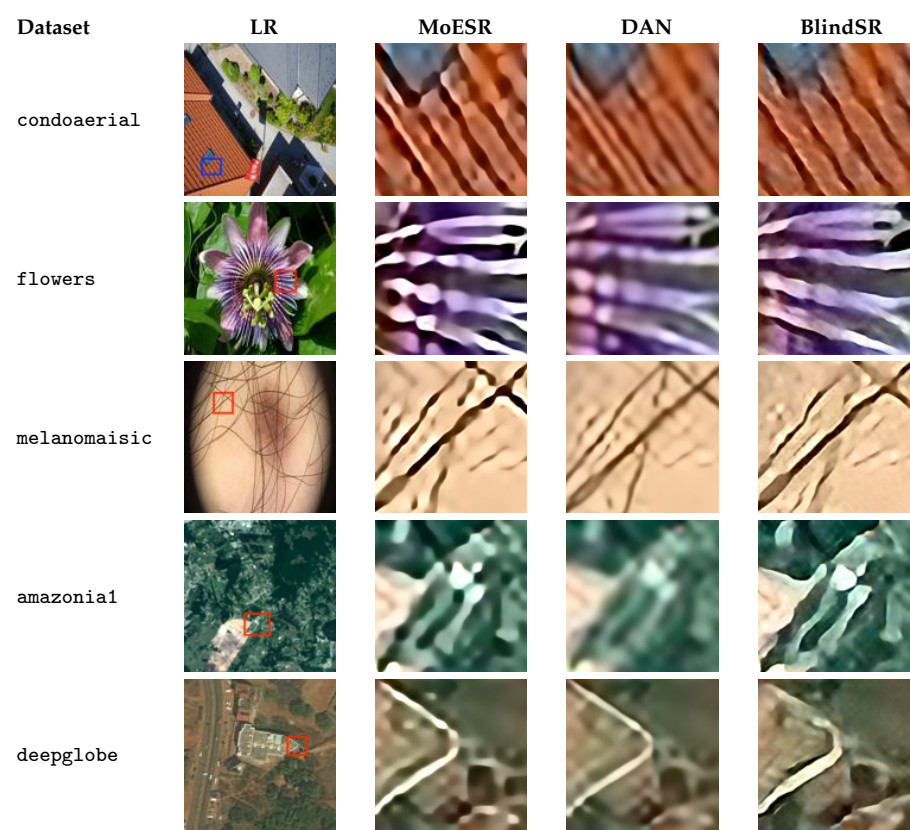 Dataset LR MoESR DAN BlindSR
condoaerial
flowers
melanomaisic
amazonia1
deepglobe